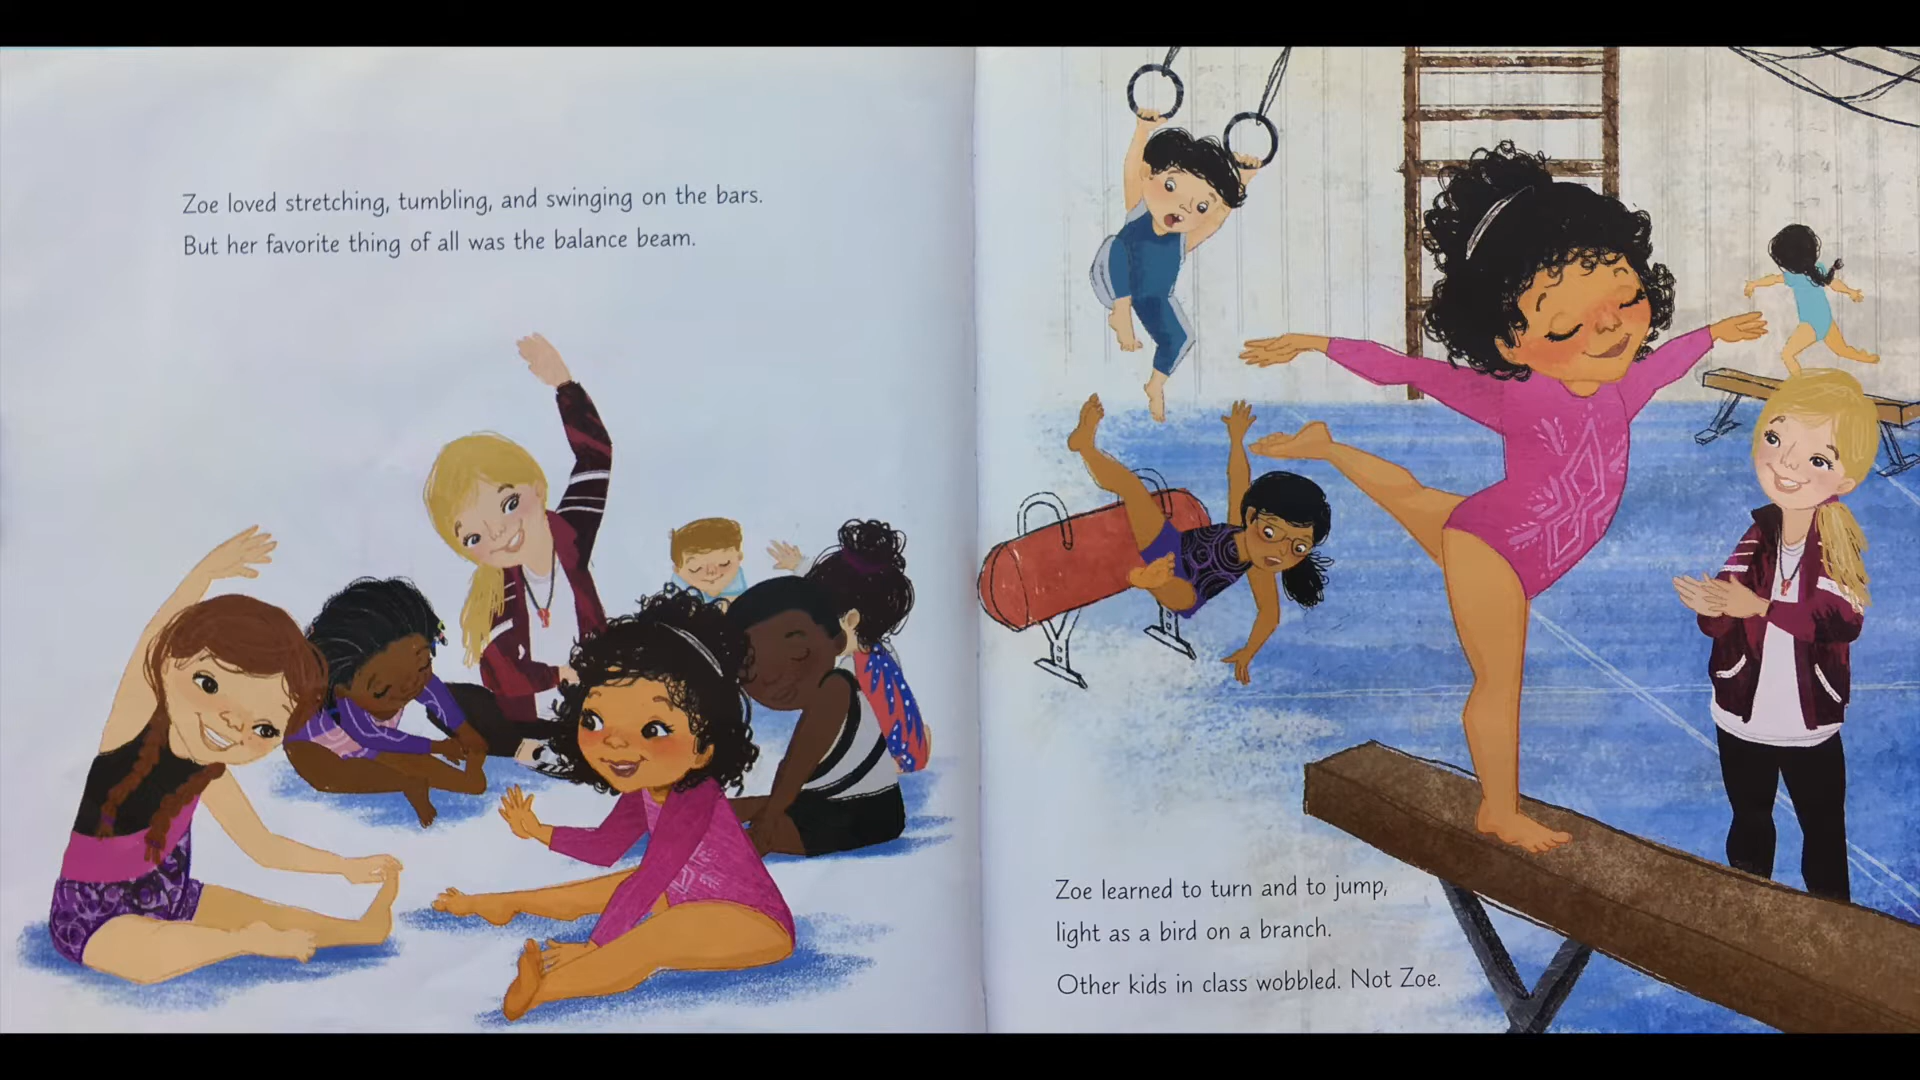 Zoe loved stretching, tumbling, and swinging on the bars.
But her favorite thing of all was the balance beam.
Zoe learned to turn and to jump,
light as a bird on a branch.
Other kids in class wobbled. Not Zoe.